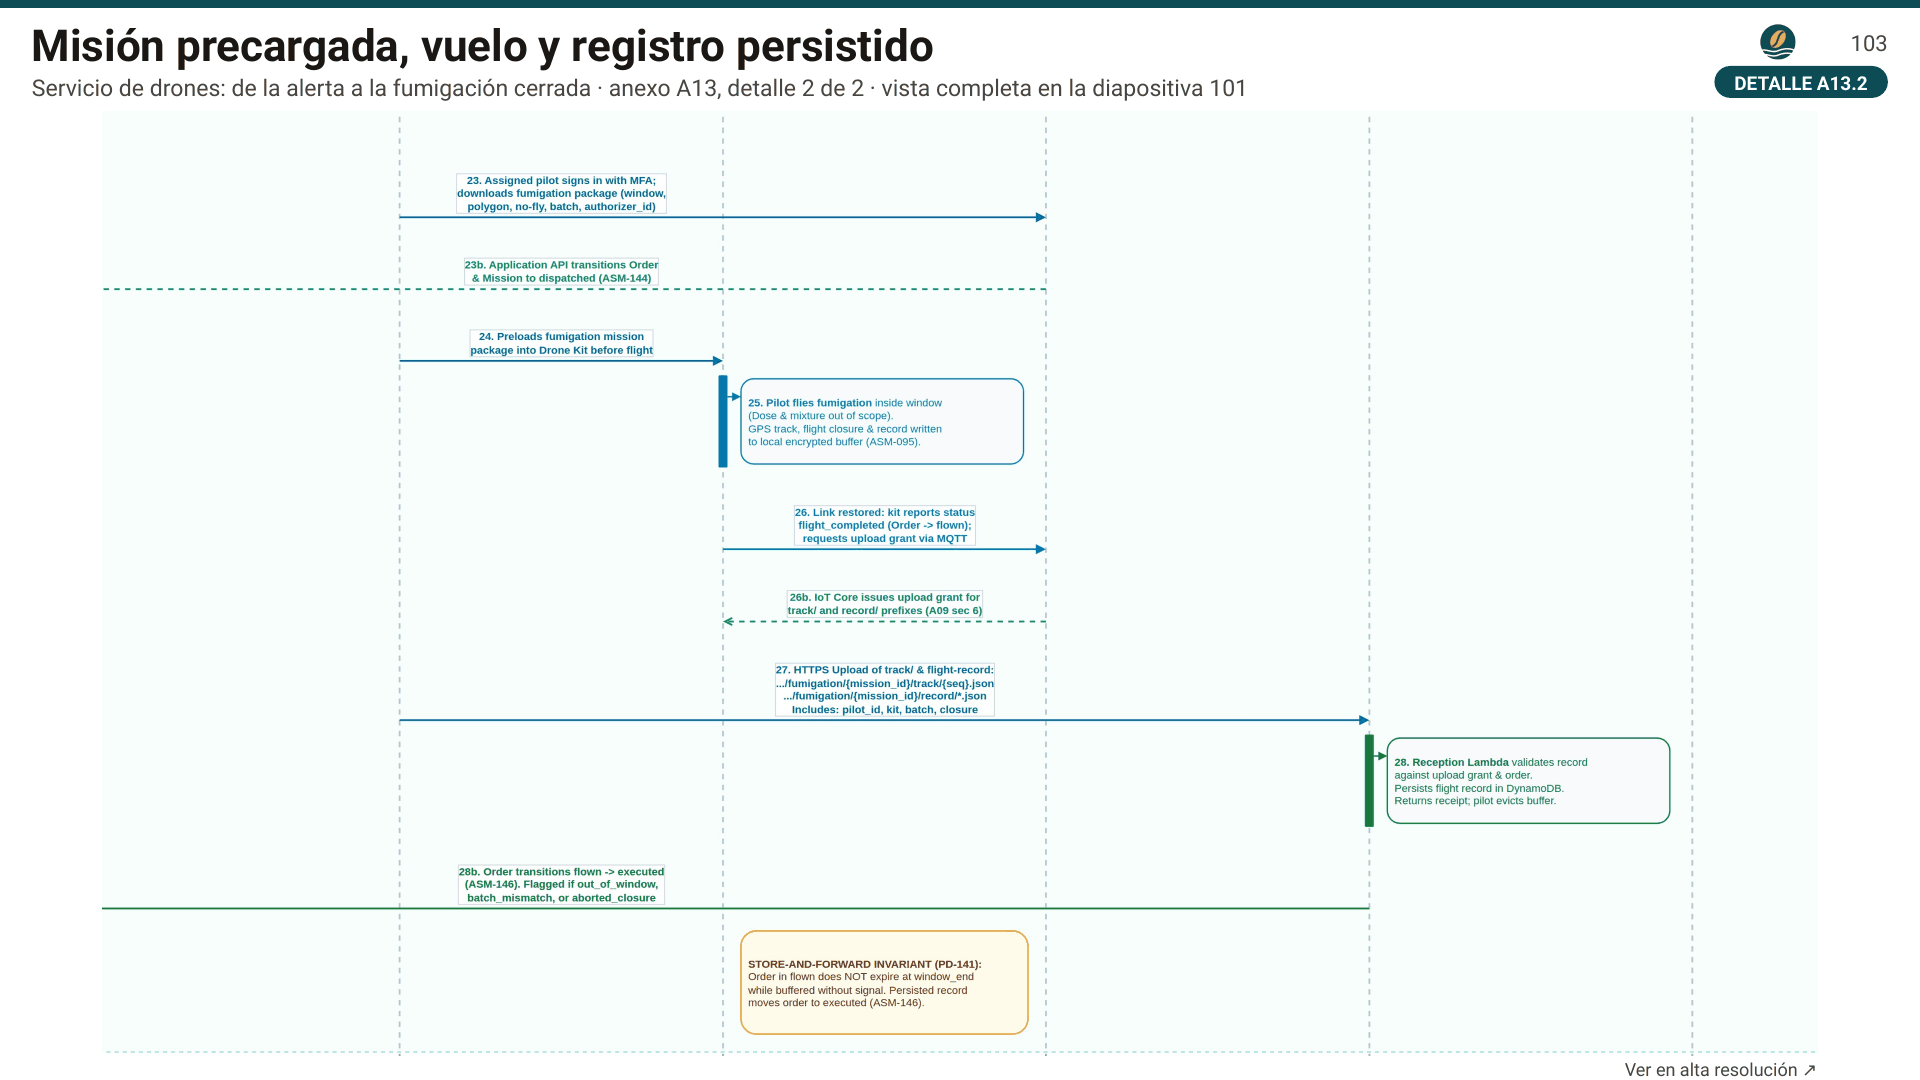 Misión precargada, vuelo y registro persistido
103
Servicio de drones: de la alerta a la fumigación cerrada · anexo A13, detalle 2 de 2 · vista completa en la diapositiva 101
DETALLE A13.2
23. Assigned pilot signs in with MFA;
downloads fumigation package (window,
polygon, no-fly, batch, authorizer_id)
23b. Application API transitions Order
& Mission to dispatched (ASM-144)
24. Preloads fumigation mission
package into Drone Kit before flight
25. Pilot flies fumigation inside window
(Dose & mixture out of scope).
GPS track, flight closure & record written
to local encrypted buffer (ASM-095).
26. Link restored: kit reports status
flight_completed (Order -> flown);
requests upload grant via MQTT
26b. IoT Core issues upload grant for
track/ and record/ prefixes (A09 sec 6)
27. HTTPS Upload of track/ & flight-record:
.../fumigation/{mission_id}/track/{seq}.json
.../fumigation/{mission_id}/record/*.json
Includes: pilot_id, kit, batch, closure
28. Reception Lambda validates record
against upload grant & order.
Persists flight record in DynamoDB.
Returns receipt; pilot evicts buffer.
28b. Order transitions flown -> executed
(ASM-146). Flagged if out_of_window,
batch_mismatch, or aborted_closure
STORE-AND-FORWARD INVARIANT (PD-141):
Order in flown does NOT expire at window_end
while buffered without signal. Persisted record
moves order to executed (ASM-146).
Ver en alta resolución ↗